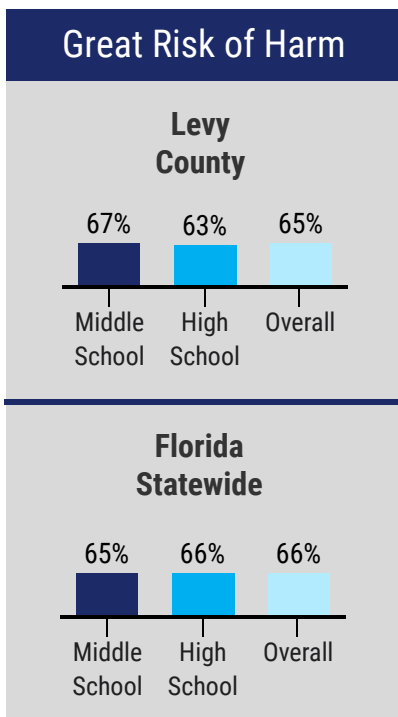 Great Risk of Harm
Levy
County
67% 63% 65%
Middle High Overall
School School
Florida
Statewide
65% 66% 66%
Middle High Overall
School School